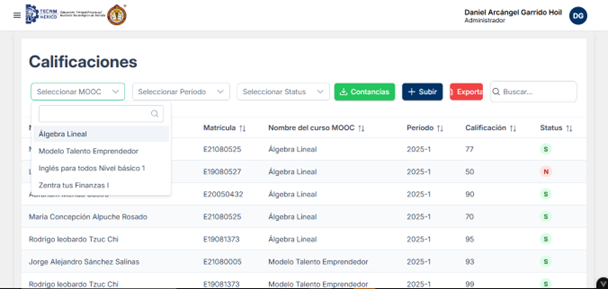 TECNM
MÉXICO
Daniel Arcángel Garrido Hoil
Administrador
DG
Calificaciones
Seleccionar MOOC
Seleccionar Periodo
Seleccionar Status
Contancias
Subir
Exporta
Buscar...
Álgebra Lineal
Modelo Talento Emprendedor
Inglés para todos Nivel básico 1
Zentra tus Finanzas I
Matrícula Nombre del curso MOOC Periodo Calificación Status
E21080525 Álgebra Lineal 2025-1 77 S
E19080527 Álgebra Lineal 2025-1 50 N
E20050432 Álgebra Lineal 2025-1 90 S
Maria Concepción Alpuche Rosado E21080525 Álgebra Lineal 2025-1 70 S
Rodrigo leobardo Tzuc Chi E19081373 Álgebra Lineal 2025-1 95 S
Jorge Alejandro Sánchez Salinas E21080005 Modelo Talento Emprendedor 2025-1 93 S
Rodrigo leobardo Tzuc Chi E19081373 Modelo Talento Emprendedor 2025-1 99 S